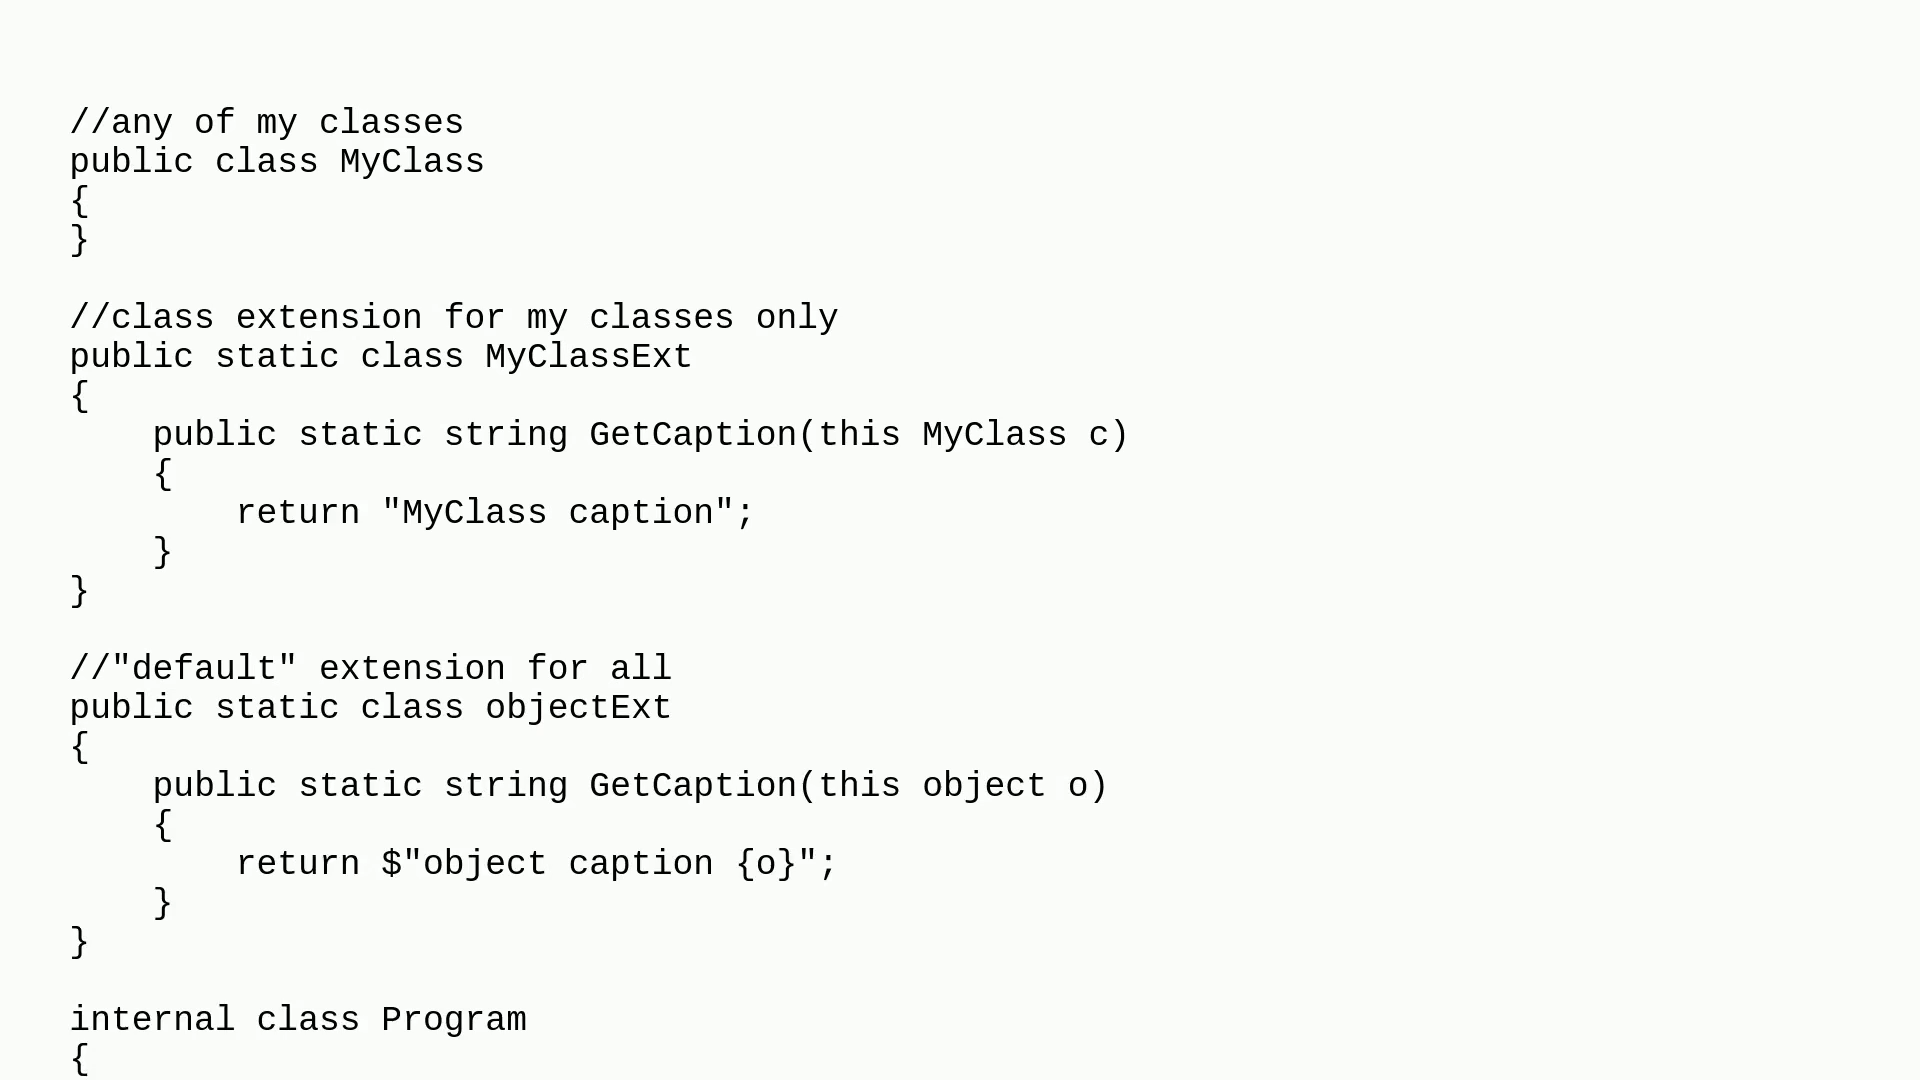 //any of my classes
public class MyClass
{
}
//class extension for my classes only
public static class MyClassExt
{
    public static string GetCaption(this MyClass c)
    {
        return "MyClass caption";
    }
}
//"default" extension for all
public static class objectExt
{
    public static string GetCaption(this object o)
    {
        return $"object caption {o}";
    }
}
internal class Program
{